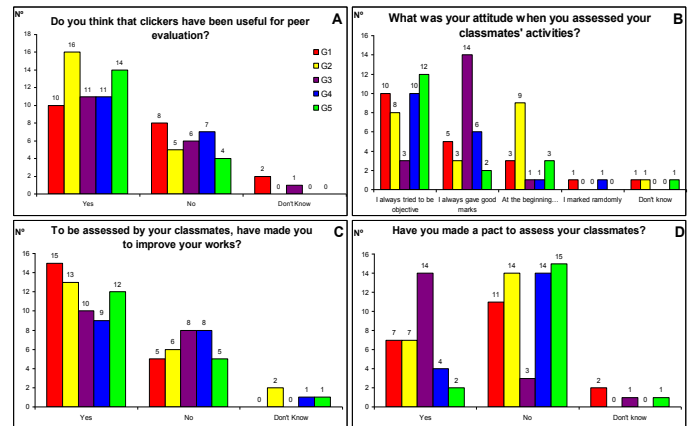 Nº
Do you think that clickers have been useful for peer
evaluation?
A
18
16
14
12
10
8
6
4
2
0
10
16
11
11
14
8
5
6
7
4
2
0
1
0
0
Yes
No
Don't Know
G1
G2
G3
G4
G5
Nº
What was your attitude when you assessed your
classmates' activities?
B
16
14
12
10
8
6
4
2
0
10
8
3
10
12
5
3
14
6
2
3
9
1
1
3
1
0
0
1
0
1
1
0
0
1
I always tried to be
objective
I always gave good
marks
At the beginning...
I marked ramdomly
Don't know
Nº
To be assessed by your classmates, have made you
to improve your works?
C
16
14
12
10
8
6
4
2
0
15
13
10
9
12
5
6
8
8
5
0
2
0
1
1
Yes
No
Don't Know
Nº
Have you made a pact to assess your classmates?
D
16
14
12
10
8
6
4
2
0
7
7
14
4
2
11
14
3
14
15
2
0
1
0
1
Yes
No
Don't know